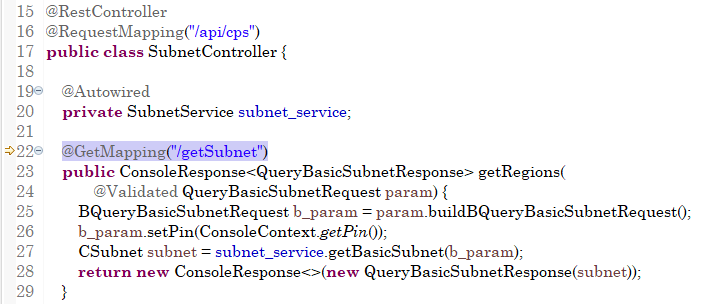 15 @RestController
16 @RequestMapping("/api/cps")
17 public class SubnetController {
18
19 @Autowired
20 private SubnetService subnet_service;
21
22 @GetMapping("/getSubnet")
23 public ConsoleResponse<QueryBasicSubnetResponse> getRegions(
24 @Validated QueryBasicSubnetRequest param) {
25 BQueryBasicSubnetRequest b_param = param.buildBQueryBasicSubnetRequest();
26 b_param.setPin(ConsoleContext.getPin());
27 CSubnet subnet = subnet_service.getBasicSubnet(b_param);
28 return new ConsoleResponse<>(new QueryBasicSubnetResponse(subnet));
29 }